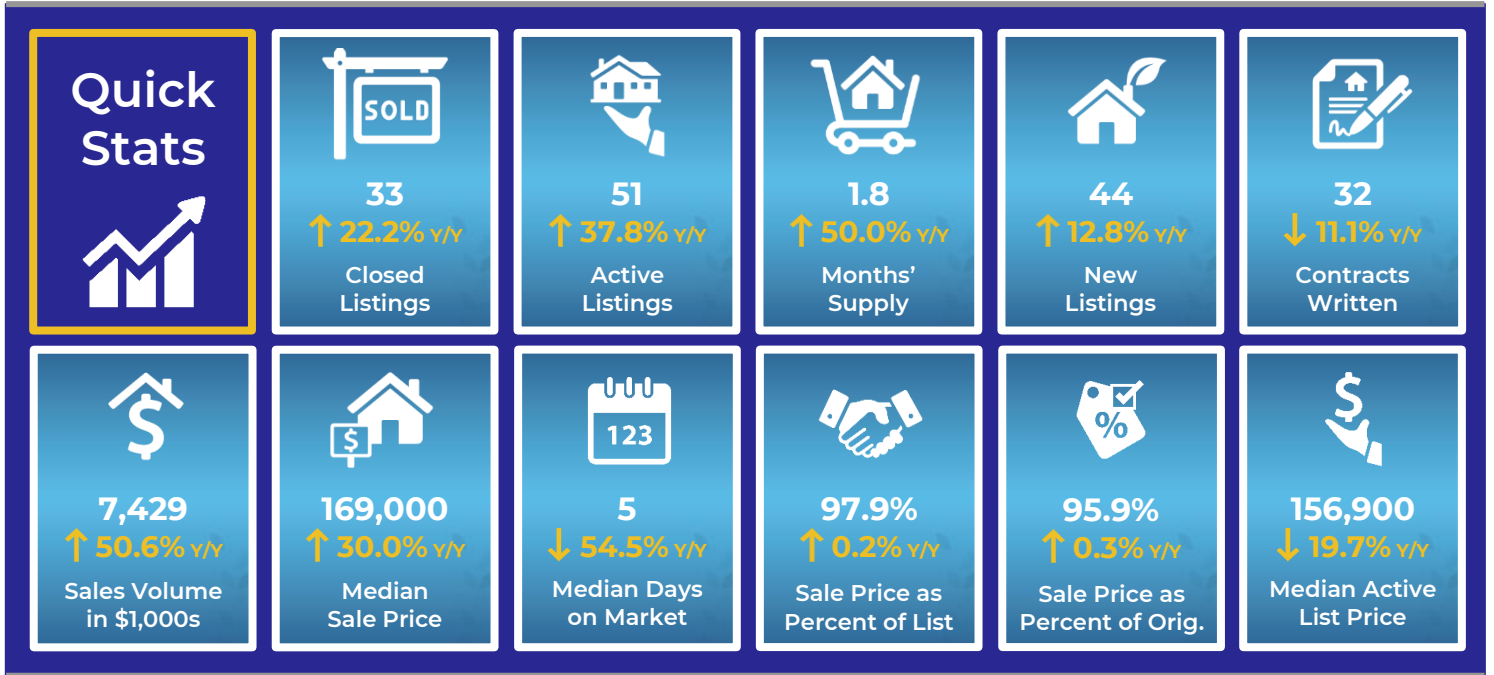 Quick
Stats
SOLD
33
↑ 22.2% Y/Y
Closed
Listings
51
↑ 37.8% Y/Y
Active
Listings
1.8
↑ 50.0% Y/Y
Months’
Supply
44
↑ 12.8% Y/Y
New
Listings
32
↓ 11.1% Y/Y
Contracts
Written
$
7,429
↑ 50.6% Y/Y
Sales Volume
in $1,000s
$
169,000
↑ 30.0% Y/Y
Median
Sale Price
123
5
↓ 54.5% Y/Y
Median Days
on Market
97.9%
↑ 0.2% Y/Y
Sale Price as
Percent of List
%
95.9%
↑ 0.3% Y/Y
Sale Price as
Percent of Orig.
$
156,900
↓ 19.7% Y/Y
Median Active
List Price